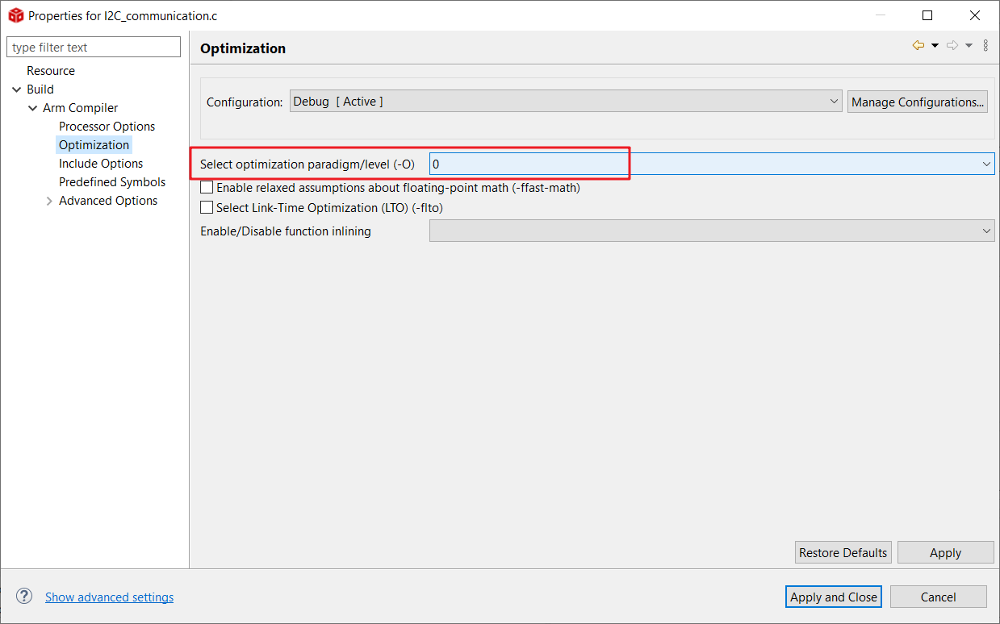 Properties for I2C_communication.c
type filter text
Resource
Build
Arm Compiler
Processor Options
Optimization
Include Options
Predefined Symbols
Advanced Options
Optimization
Configuration: Debug [ Active ] Manage Configurations...
Select optimization paradigm/level (-O) 0
Enable relaxed assumptions about floating-point math (-ffast-math)
Select Link-Time Optimization (LTO) (-flto)
Enable/Disable function inlining
Restore Defaults Apply
? Show advanced settings Apply and Close Cancel